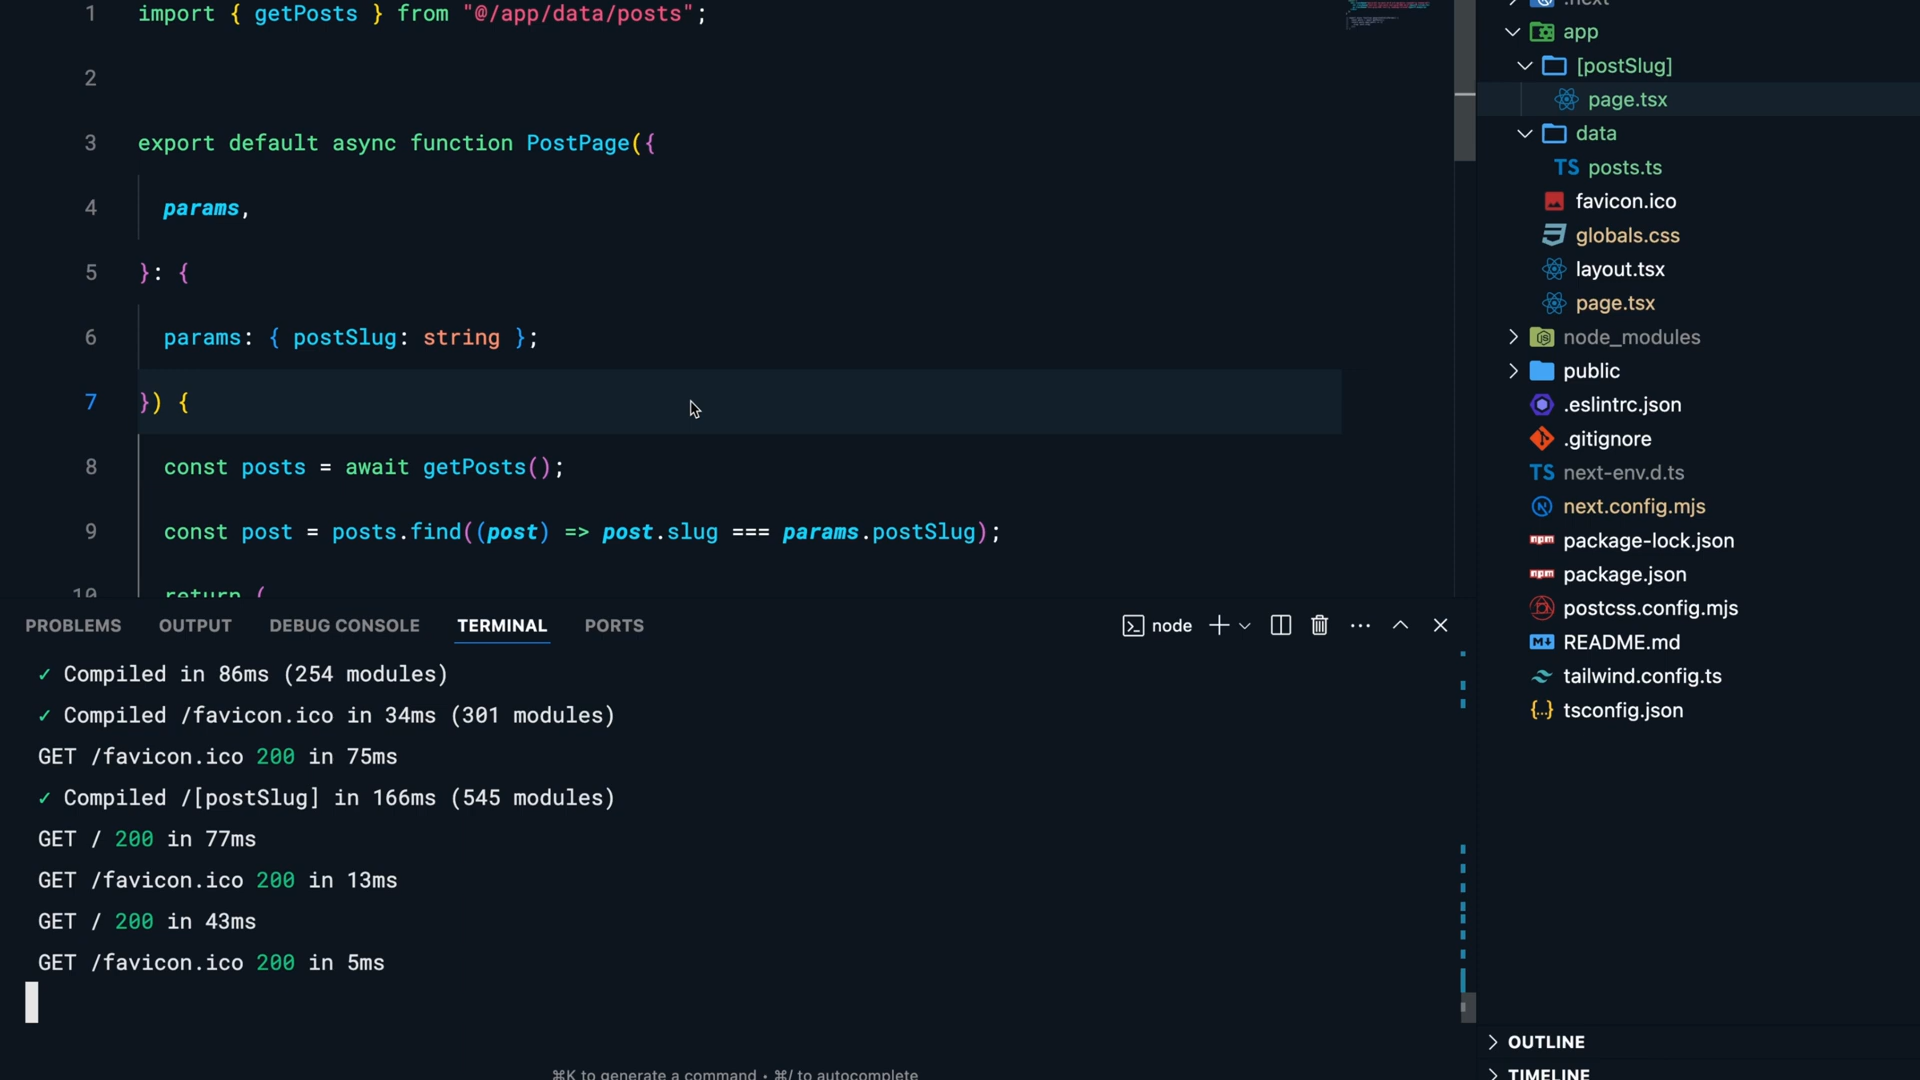 1 import { getPosts } from "@/app/data/posts";
2
3 export default async function PostPage({
4 params,
5 }: {
6 params: { postSlug: string };
7 }) {
8 const posts = await getPosts();
9 const post = posts.find((post) => post.slug === params.postSlug);
10 return (
PROBLEMS OUTPUT DEBUG CONSOLE TERMINAL PORTS node
✓ Compiled in 86ms (254 modules)
✓ Compiled /favicon.ico in 34ms (301 modules)
GET /favicon.ico 200 in 75ms
✓ Compiled /[postSlug] in 166ms (545 modules)
GET / 200 in 77ms
GET /favicon.ico 200 in 13ms
GET / 200 in 43ms
GET /favicon.ico 200 in 5ms
⌘K to generate a command • ⌘/ to autocomplete
.next
app
[postSlug]
page.tsx
data
TS posts.ts
favicon.ico
globals.css
layout.tsx
page.tsx
node_modules
public
.eslintrc.json
.gitignore
TS next-env.d.ts
next.config.mjs
npm package-lock.json
npm package.json
postcss.config.mjs
README.md
tailwind.config.ts
{..} tsconfig.json
OUTLINE
TIMELINE